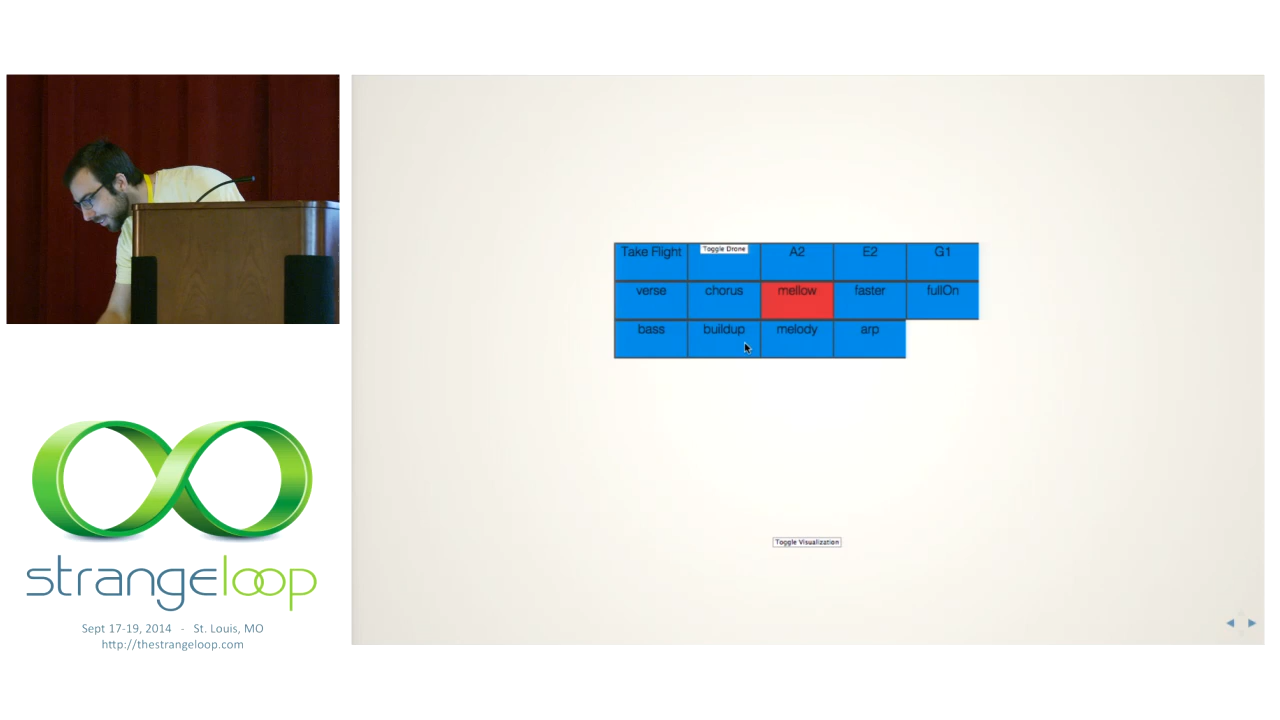 Take Flight Toggle Drone A2 E2 G1
verse chorus mellow faster fullOn
bass buildup melody arp
Toggle Visualization
strangeloop
Sept 17-19, 2014 - St. Louis, MO
http://thestrangeloop.com